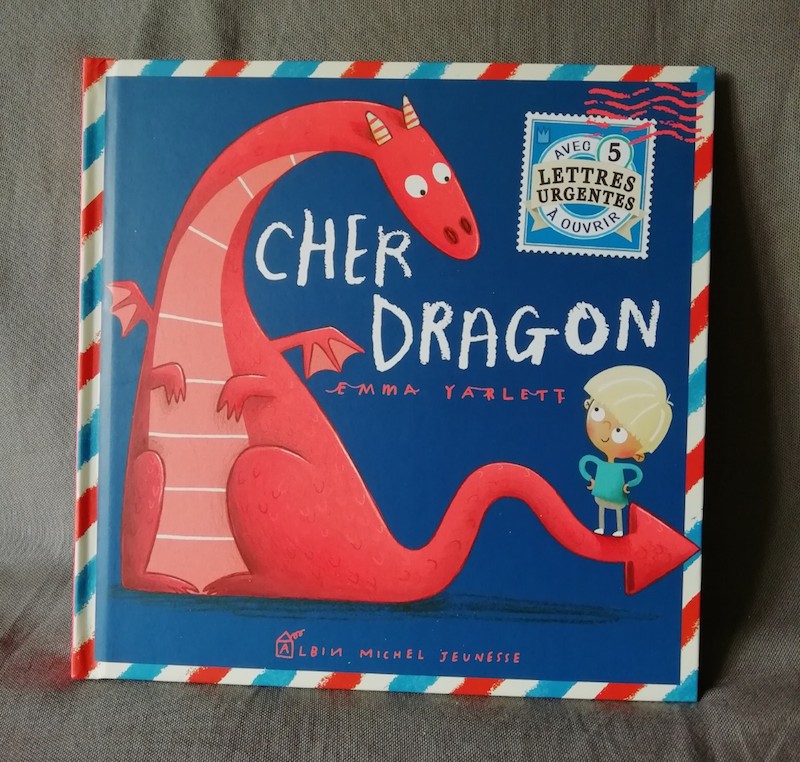 AVEC 5
LETTRES
URGENTES
À OUVRIR
CHER
DRAGON
EMMA YARLETT
ALBIN MICHEL JEUNESSE